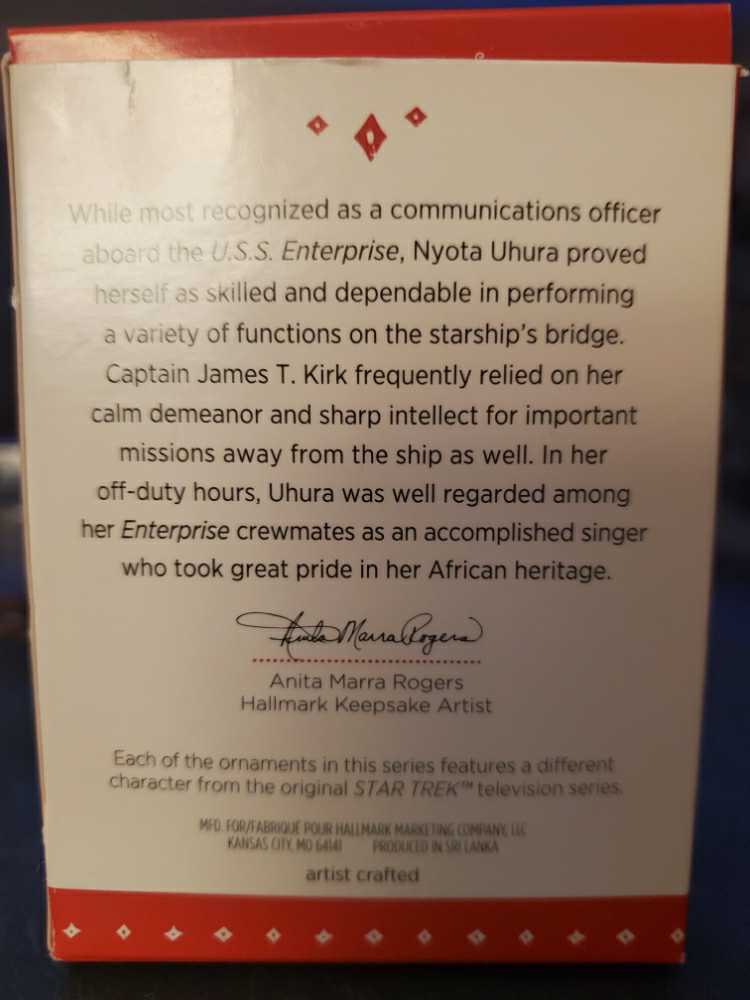 While most recognized as a communications officer
aboard the U.S.S. Enterprise, Nyota Uhura proved
herself as skilled and dependable in performing
a variety of functions on the starship's bridge.
Captain James T. Kirk frequently relied on her
calm demeanor and sharp intellect for important
missions away from the ship as well. In her
off-duty hours, Uhura was well regarded among
her Enterprise crewmates as an accomplished singer
who took great pride in her African heritage.
Anita Marra Rogers
Anita Marra Rogers
Hallmark Keepsake Artist
Each of the ornaments in this series features a different
character from the original STAR TREK™ television series.
MFD. FOR/FABRIQUÉ POUR HALLMARK MARKETING COMPANY, LLC
KANSAS CITY, MO 64141 PRODUCED IN SRI LANKA
artist crafted